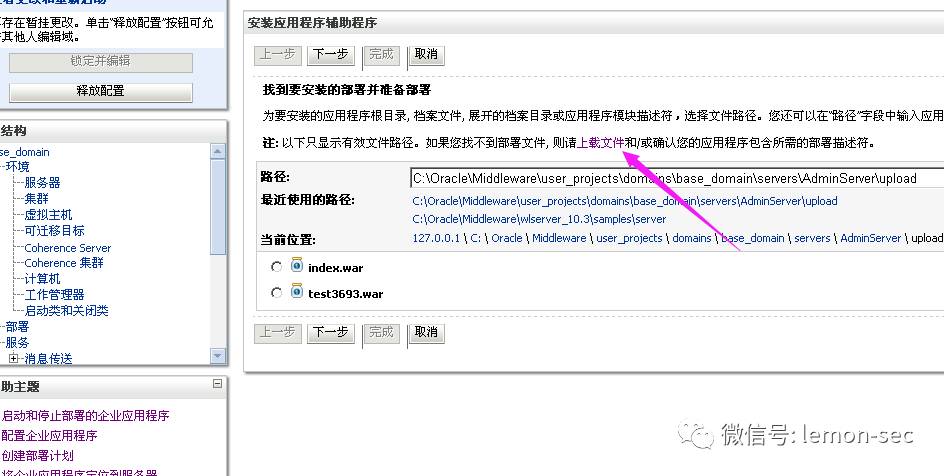 存在暂挂更改。单击“释放配置”按钮可允
其他人编辑域。
锁定并编辑
释放配置
结构
se_domain
环境
服务器
集群
虚拟主机
可迁移目标
Coherence Server
Coherence 集群
计算机
工作管理器
启动类和关闭类
部署
服务
消息传送
助主题
启动和停止部署的企业应用程序
配置企业应用程序
创建部署计划
将企业应用程序定位到服务器
安装应用程序辅助程序
上一步 下一步 完成 取消
找到要安装的部署并准备部署
为要安装的应用程序根目录, 档案文件, 展开的档案目录或应用程序模块描述符，选择文件路径。您还可以在“路径”字段中输入应用
注: 以下只显示有效文件路径。如果您找不到部署文件, 则请上载文件和/或确认您的应用程序包含所需的部署描述符。
路径: C:\Oracle\Middleware\user_projects\domains\base_domain\servers\AdminServer\upload
最近使用的路径: C:\Oracle\Middleware\user_projects\domains\base_domain\servers\AdminServer\upload
C:\Oracle\Middleware\wlserver_10.3\samples\server
当前位置: 127.0.0.1 \ C: \ Oracle \ Middleware \ user_projects \ domains \ base_domain \ servers \ AdminServer \ upload
index.war
test3693.war
上一步 下一步 完成 取消
微信号: lemon-sec